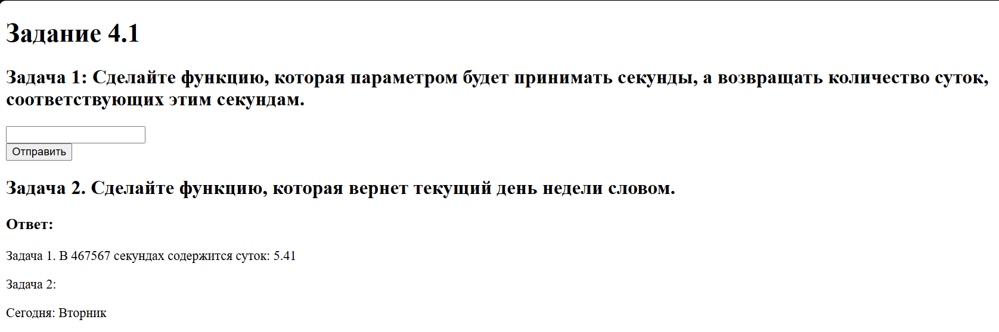 Задание 4.1
Задача 1: Сделайте функцию, которая параметром будет принимать секунды, а возвращать количество суток,
соответствующих этим секундам.
Отправить
Задача 2. Сделайте функцию, которая вернет текущий день недели словом.
Ответ:
Задача 1. В 467567 секундах содержится суток: 5.41
Задача 2:
Сегодня: Вторник